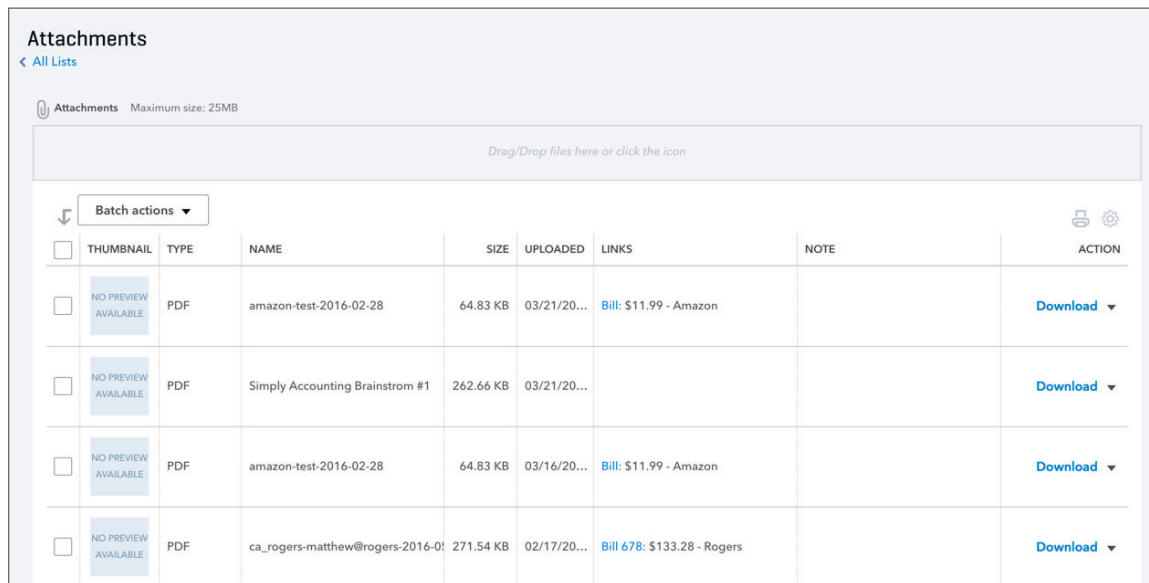 Attachments
All Lists
Attachments Maximum size: 25MB
Drag/Drop files here or click the icon
Batch actions
THUMBNAIL TYPE NAME SIZE UPLOADED LINKS NOTE ACTION
NO PREVIEW AVAILABLE PDF amazon-test-2016-02-28 64.83 KB 03/21/20... Bill: $11.99 - Amazon Download
NO PREVIEW AVAILABLE PDF Simply Accounting Brainstrom #1 262.66 KB 03/21/20... Download
NO PREVIEW AVAILABLE PDF amazon-test-2016-02-28 64.83 KB 03/16/20... Bill: $11.99 - Amazon Download
NO PREVIEW AVAILABLE PDF ca_rogers-matthew@rogers-2016-0 271.54 KB 02/17/20... Bill 678: $133.28 - Rogers Download